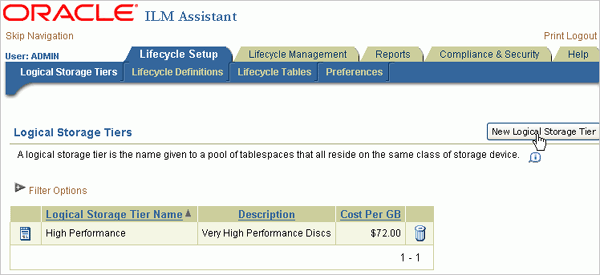 ORACLE ILM Assistant
Skip Navigation Print Logout
User: ADMIN Lifecycle Setup Lifecycle Management Reports Compliance & Security Help
Logical Storage Tiers Lifecycle Definitions Lifecycle Tables Preferences
Logical Storage Tiers New Logical Storage Tier
A logical storage tier is the name given to a pool of tablespaces that all reside on the same class of storage device.
Filter Options
Logical Storage Tier Name Description Cost Per GB
High Performance Very High Performance Discs $72.00
1 - 1